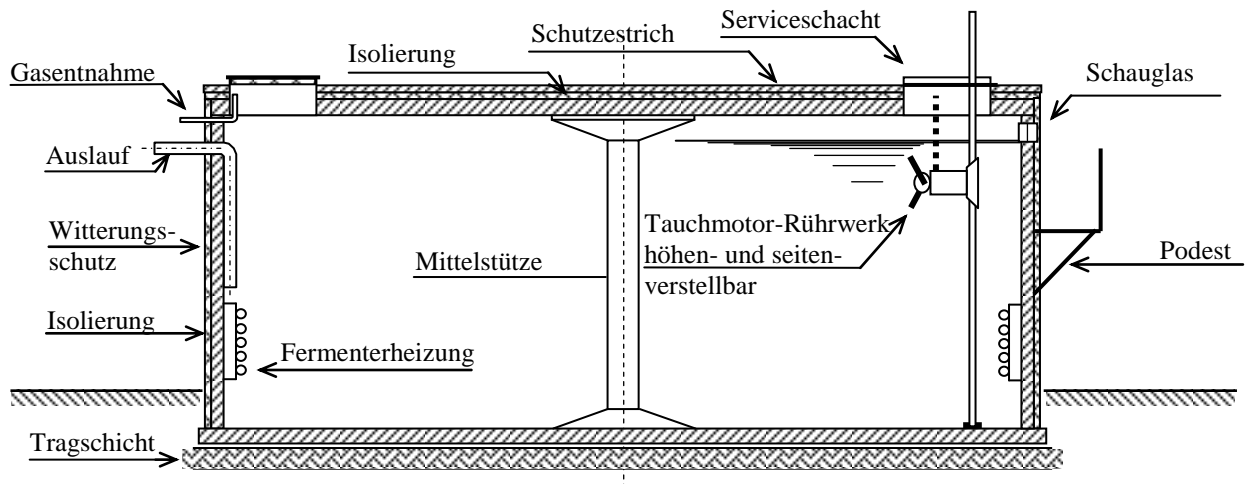 Serviceschacht
Schutzestrich
Isolierung
Gasentnahme
Schauglas
Auslauf
Witterungs-
schutz
Tauchmotor-Rührwerk
höhen- und seiten-
verstellbar
Mittelstütze
Podest
Isolierung
Fermenterheizung
Tragschicht